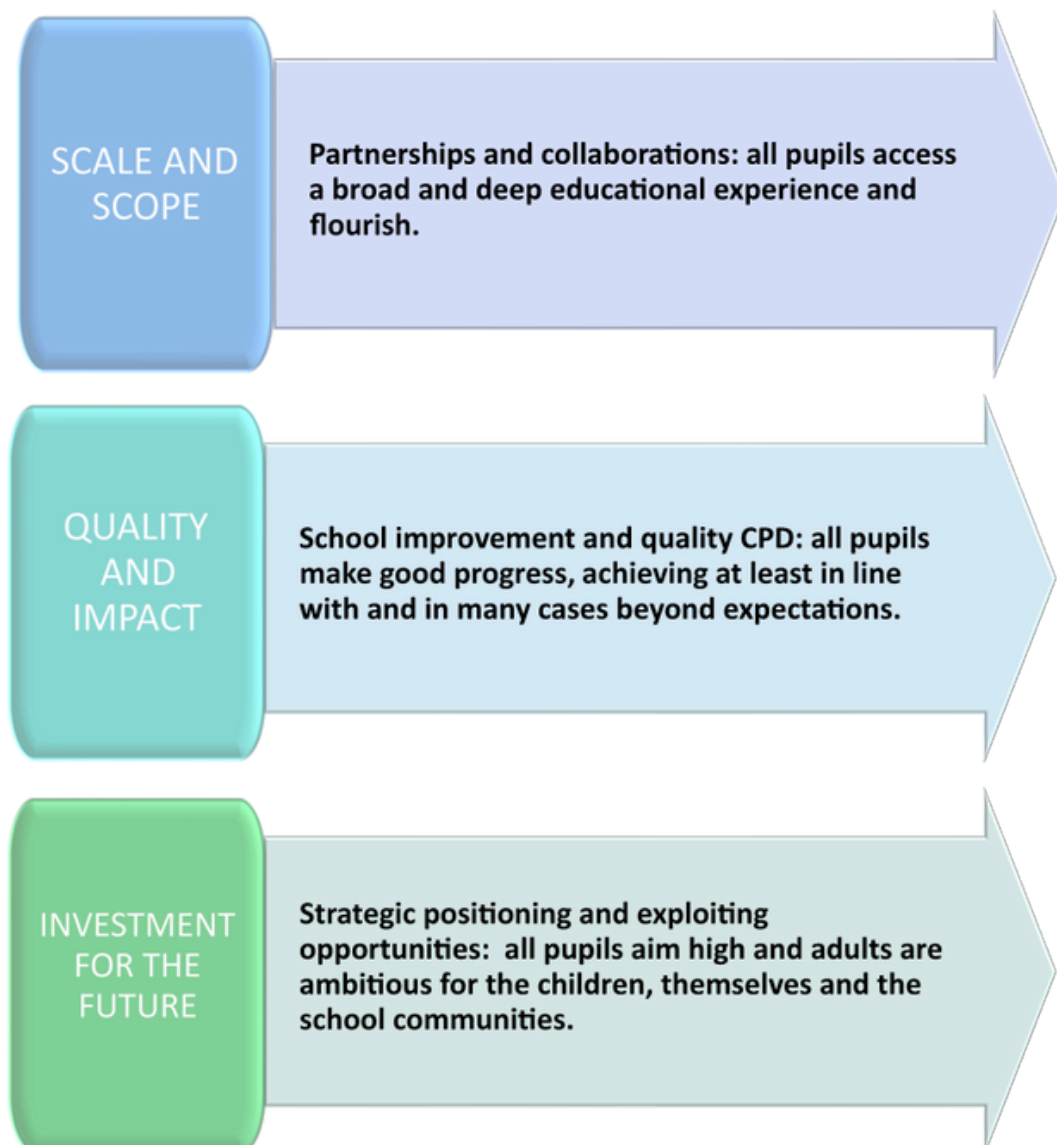 SCALE AND
SCOPE
Partnerships and collaborations: all pupils access
a broad and deep educational experience and
flourish.
QUALITY
AND
IMPACT
School improvement and quality CPD: all pupils
make good progress, achieving at least in line
with and in many cases beyond expectations.
INVESTMENT
FOR THE
FUTURE
Strategic positioning and exploiting
opportunities:  all pupils aim high and adults are
ambitious for the children, themselves and the
school communities.